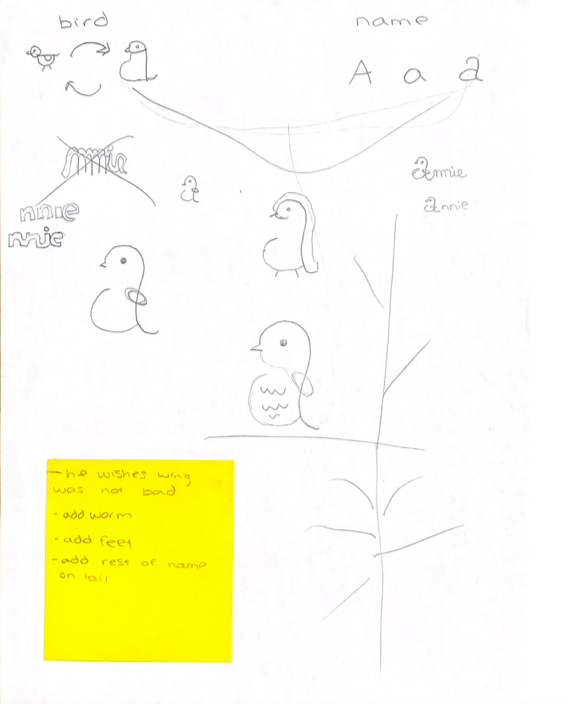 bird name
A a a
nnie
annie
annie
nnie
nnie
-he wishes wing
was not bad
- add worm
- add feet
-add rest of name
on tail